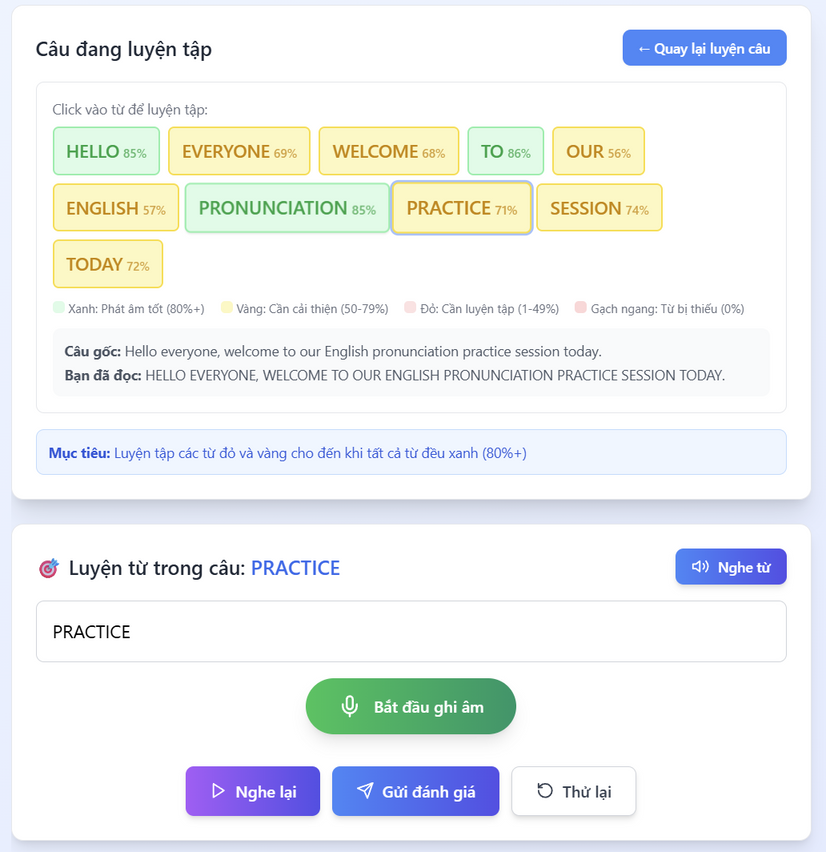 Câu đang luyện tập
← Quay lại luyện câu
Click vào từ để luyện tập:
HELLO 85% EVERYONE 69% WELCOME 68% TO 86% OUR 56%
ENGLISH 57% PRONUNCIATION 85% PRACTICE 71% SESSION 74%
TODAY 72%
Xanh: Phát âm tốt (80%+) Vàng: Cần cải thiện (50-79%) Đỏ: Cần luyện tập (1-49%) Gạch ngang: Từ bị thiếu (0%)
Câu gốc: Hello everyone, welcome to our English pronunciation practice session today.
Bạn đã đọc: HELLO EVERYONE, WELCOME TO OUR ENGLISH PRONUNCIATION PRACTICE SESSION TODAY.
Mục tiêu: Luyện tập các từ đỏ và vàng cho đến khi tất cả từ đều xanh (80%+)
Luyện từ trong câu: PRACTICE
Nghe từ
PRACTICE
Bắt đầu ghi âm
Nghe lại Gửi đánh giá Thử lại